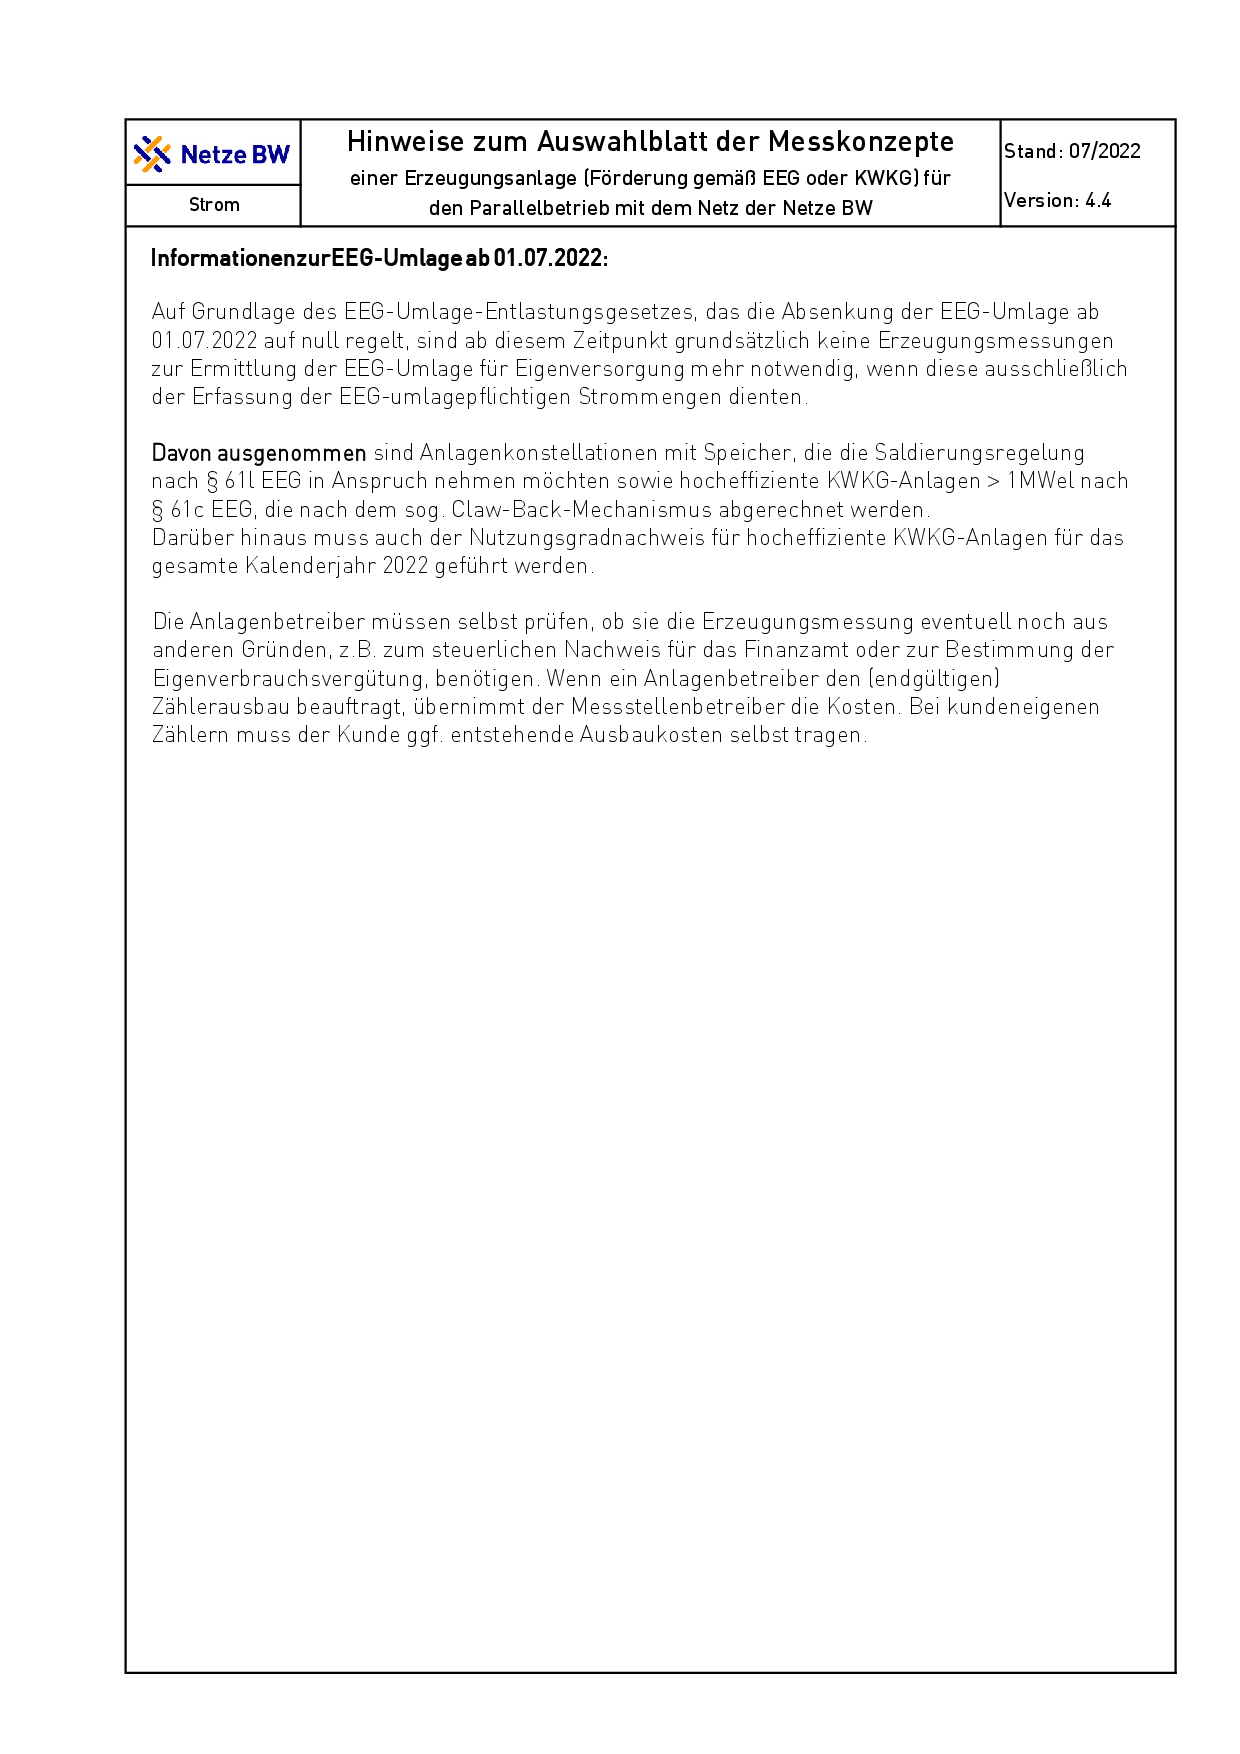 Netze BW
Strom
Hinweise zum Auswahlblatt der Messkonzepte
einer Erzeugungsanlage (Förderung gemäß EEG oder KWKG) für
den Parallelbetrieb mit dem Netz der Netze BW
Stand: 07/2022
Version: 4.4
Informationen zur EEG-Umlage ab 01.07.2022:
Auf Grundlage des EEG-Umlage-Entlastungsgesetzes, das die Absenkung der EEG-Umlage ab
01.07.2022 auf null regelt, sind ab diesem Zeitpunkt grundsätzlich keine Erzeugungsmessungen
zur Ermittlung der EEG-Umlage für Eigenversorgung mehr notwendig, wenn diese ausschließlich
der Erfassung der EEG-umlagepflichtigen Strommengen dienten.
Davon ausgenommen sind Anlagenkonstellationen mit Speicher, die die Saldierungsregelung
nach § 61l EEG in Anspruch nehmen möchten sowie hocheffiziente KWKG-Anlagen > 1MWel nach
§ 61c EEG, die nach dem sog. Claw-Back-Mechanismus abgerechnet werden.
Darüber hinaus muss auch der Nutzungsgradnachweis für hocheffiziente KWKG-Anlagen für das
gesamte Kalenderjahr 2022 geführt werden.
Die Anlagenbetreiber müssen selbst prüfen, ob sie die Erzeugungsmessung eventuell noch aus
anderen Gründen, z.B. zum steuerlichen Nachweis für das Finanzamt oder zur Bestimmung der
Eigenverbrauchsvergütung, benötigen. Wenn ein Anlagenbetreiber den (endgültigen)
Zählerausbau beauftragt, übernimmt der Messstellenbetreiber die Kosten. Bei kundeneigenen
Zählern muss der Kunde ggf. entstehende Ausbaukosten selbst tragen.